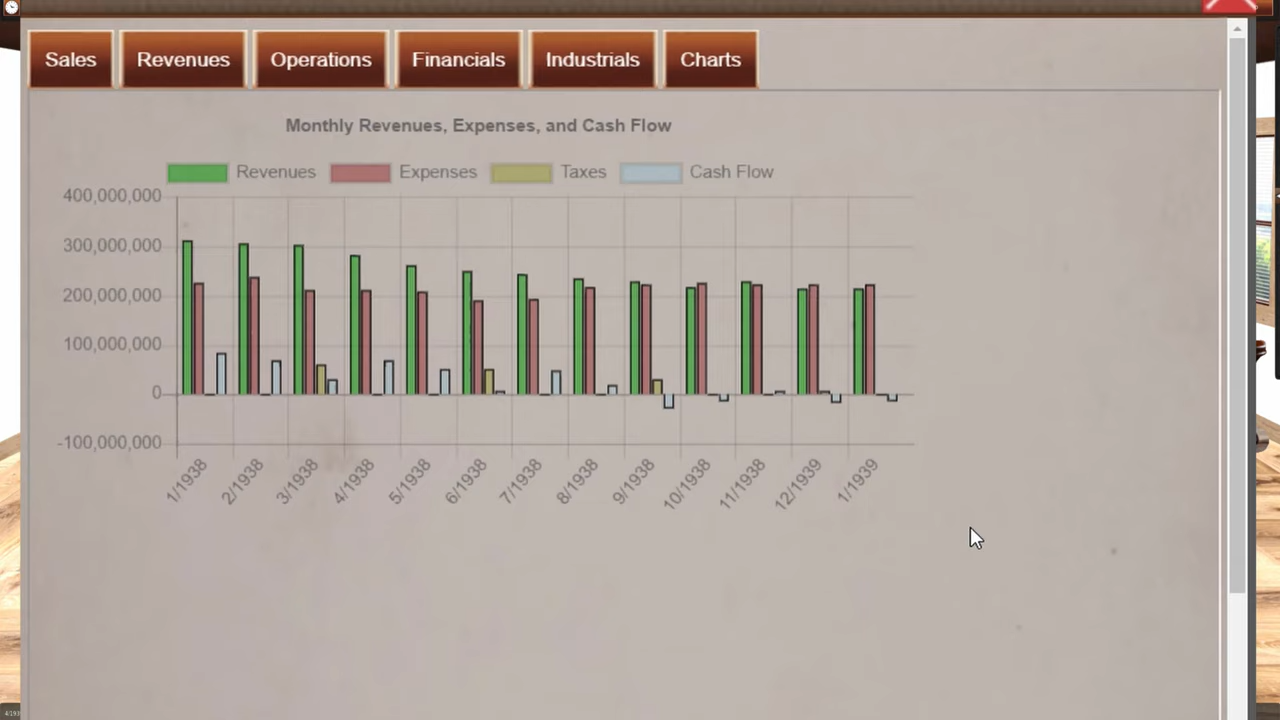 Sales Revenues Operations Financials Industrials Charts
Monthly Revenues, Expenses, and Cash Flow
Revenues Expenses Taxes Cash Flow
400,000,000
300,000,000
200,000,000
100,000,000
0
-100,000,000
1/1938 2/1938 3/1938 4/1938 5/1938 6/1938 7/1938 8/1938 9/1938 10/1938 11/1938 12/1939 1/1939